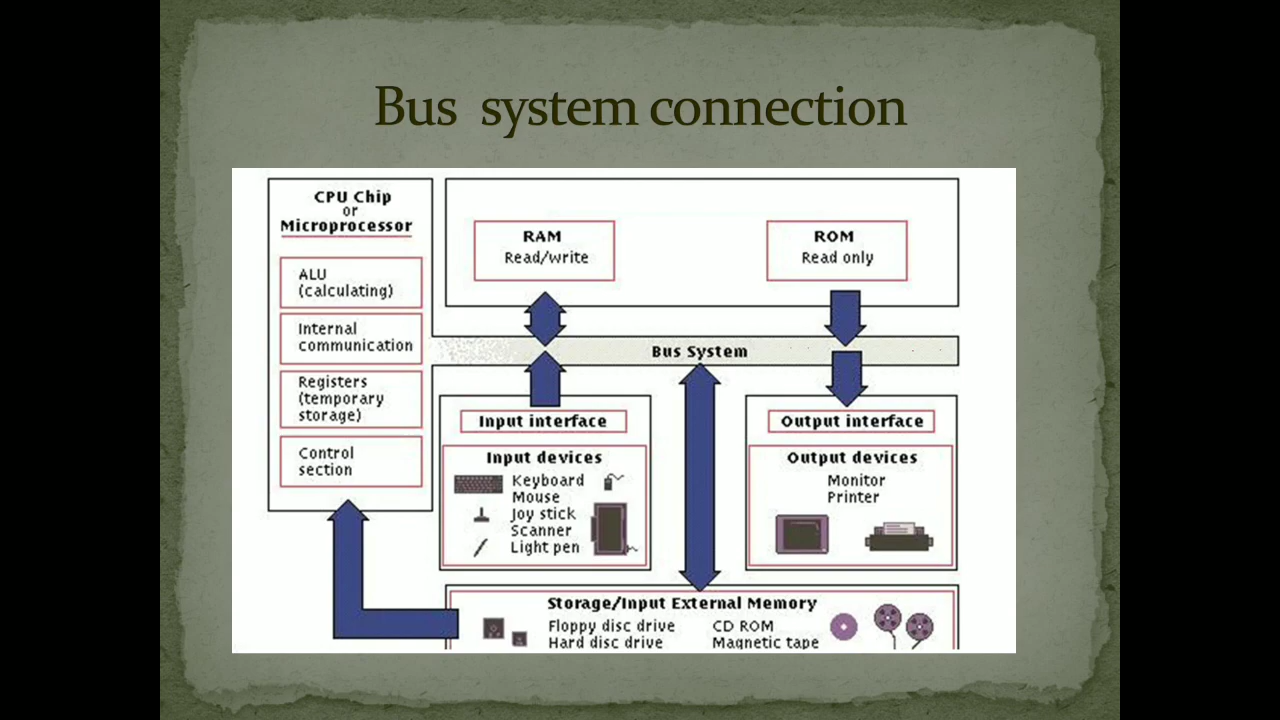 Bus system connection
CPU Chip
or
Microprocessor
ALU
(calculating)
Internal
communication
Registers
(temporary
storage)
Control
section
RAM
Read/write
ROM
Read only
Bus System
Input interface
Input devices
Keyboard
Mouse
Joy stick
Scanner
Light pen
Output interface
Output devices
Monitor
Printer
Storage/Input External Memory
Floppy disc drive
Hard disc drive
CD ROM
Magnetic tape